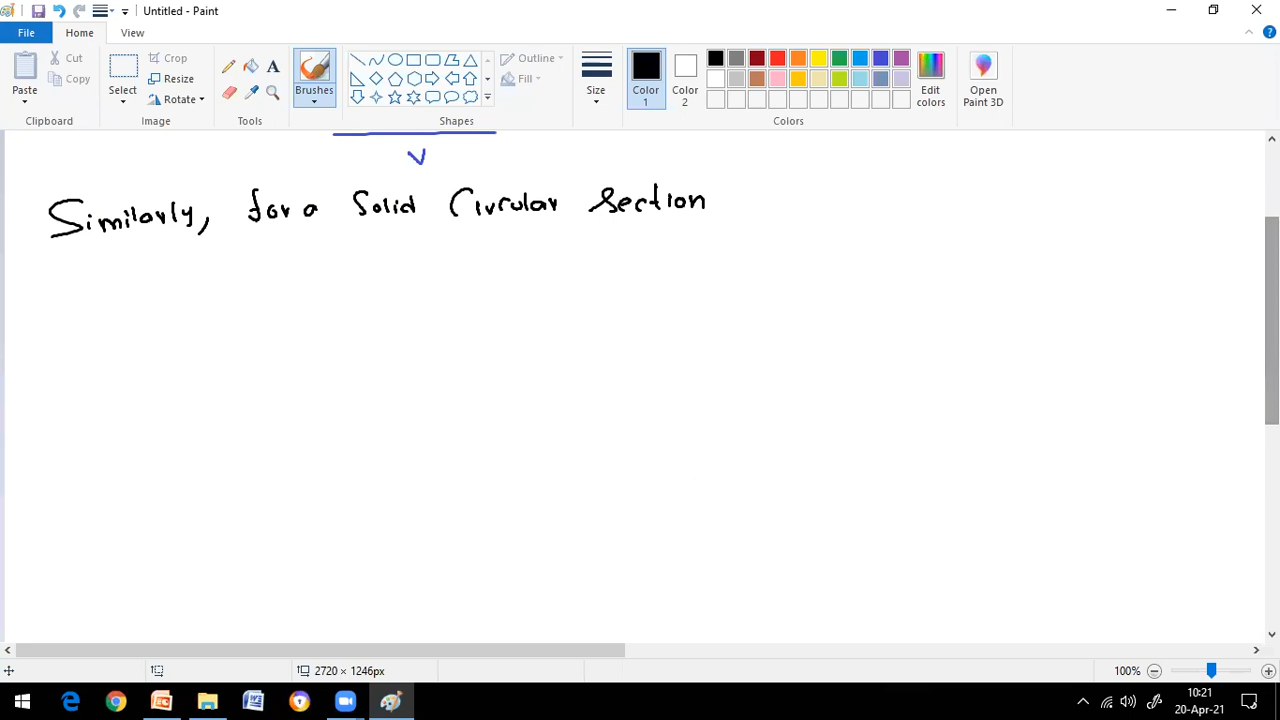 Untitled - Paint
File
Home
View
Cut
Copy
Paste
Clipboard
Crop
Resize
Rotate
Select
Image
A
Tools
Brushes
Outline
Fill
Shapes
Size
Color
1
Color
2
Edit
colors
Open
Paint 3D
Colors
V
Similarly, for a Solid Circular Section
2720 × 1246px
100%
10:21
20-Apr-21